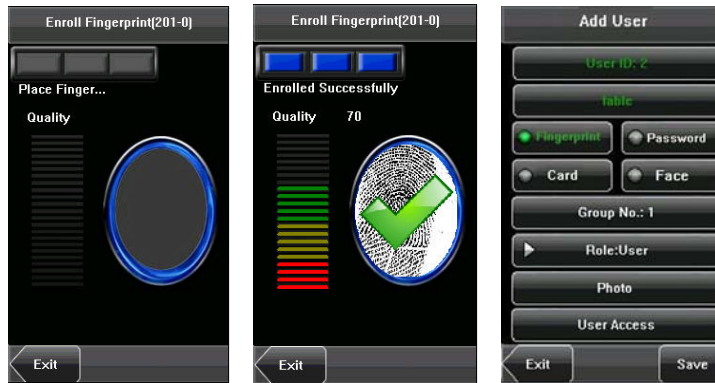 Enroll Fingerprint(201-0)
Place Finger...
Quality
Exit
Enroll Fingerprint(201-0)
Enrolled Successfully
Quality 70
Exit
Add User
User ID: 2
table
Fingerprint Password
Card Face
Group No.: 1
Role:User
Photo
User Access
Exit Save